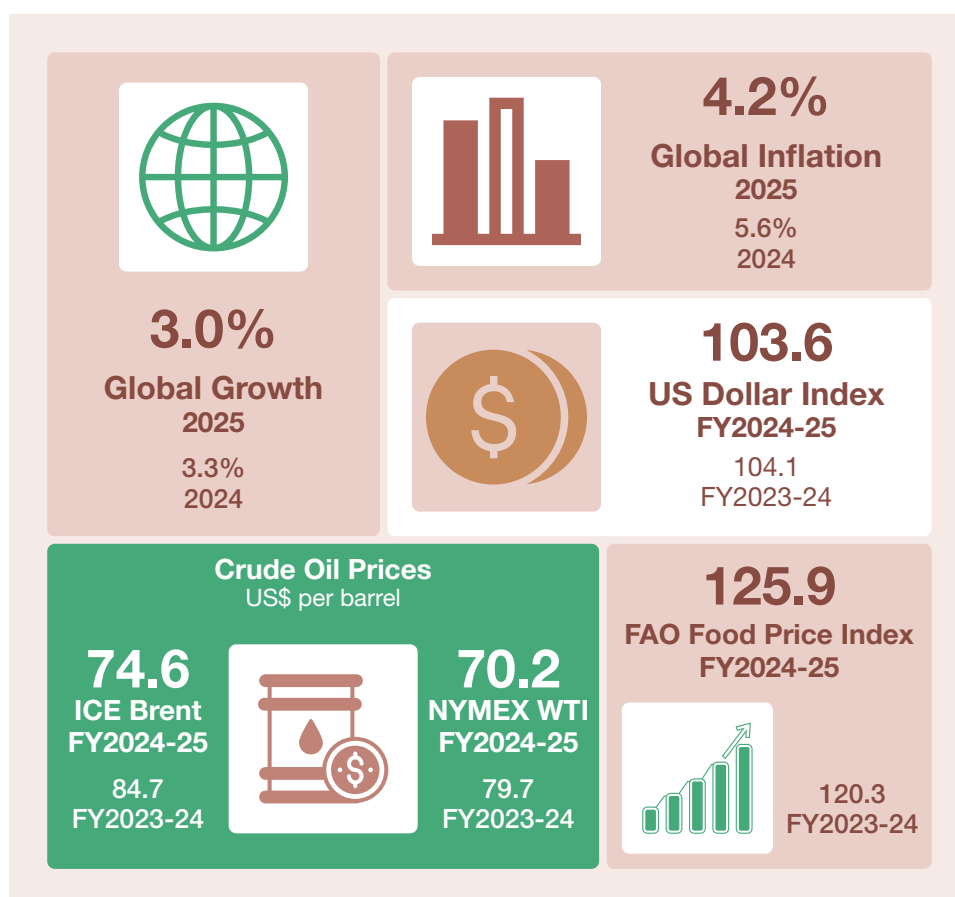 3.0%
Global Growth
2025
3.3%
2024
4.2%
Global Inflation
2025
5.6%
2024
$
103.6
US Dollar Index
FY2024-25
104.1
FY2023-24
Crude Oil Prices
US$ per barrel
74.6
ICE Brent
FY2024-25
84.7
FY2023-24
$
70.2
NYMEX WTI
FY2024-25
79.7
FY2023-24
125.9
FAO Food Price Index
FY2024-25
120.3
FY2023-24